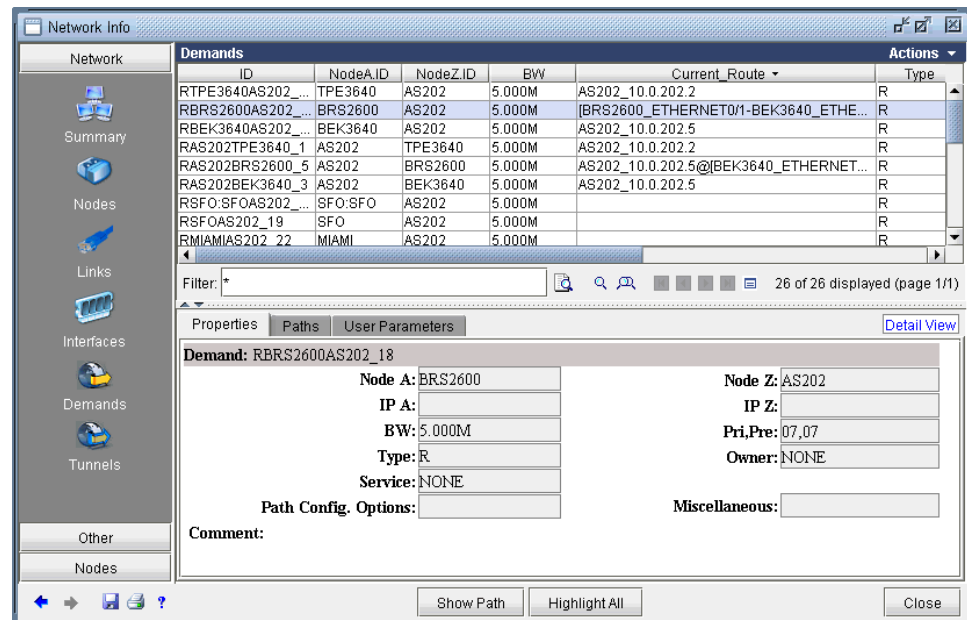 Network Info
Network
Summary
Nodes
Links
Interfaces
Demands
Tunnels
Other
Nodes
Demands Actions
ID NodeA.ID NodeZ.ID BW Current_Route Type
RTPE3640AS202_... TPE3640 AS202 5.000M AS202_10.0.202.2 R
RBRS2600AS202_... BRS2600 AS202 5.000M [BRS2600_ETHERNET0/1-BEK3640_ETHE... R
RBEK3640AS202_... BEK3640 AS202 5.000M AS202_10.0.202.5 R
RAS202TPE3640_1 AS202 TPE3640 5.000M AS202_10.0.202.2 R
RAS202BRS2600_5 AS202 BRS2600 5.000M AS202_10.0.202.5@[BEK3640_ETHERNET... R
RAS202BEK3640_3 AS202 BEK3640 5.000M AS202_10.0.202.5 R
RSFO:SFOAS202_... SFO:SFO AS202 5.000M R
RSFOAS202_19 SFO AS202 5.000M R
RMIAMIAS202_22 MIAMI AS202 5.000M R
Filter: * 26 of 26 displayed (page 1/1)
Properties Paths User Parameters Detail View
Demand: RBRS2600AS202_18
Node A: BRS2600 Node Z: AS202
IP A: IP Z:
BW: 5.000M Pri,Pre: 07,07
Type: R Owner: NONE
Service: NONE
Path Config. Options: Miscellaneous:
Comment:
? Show Path Highlight All Close